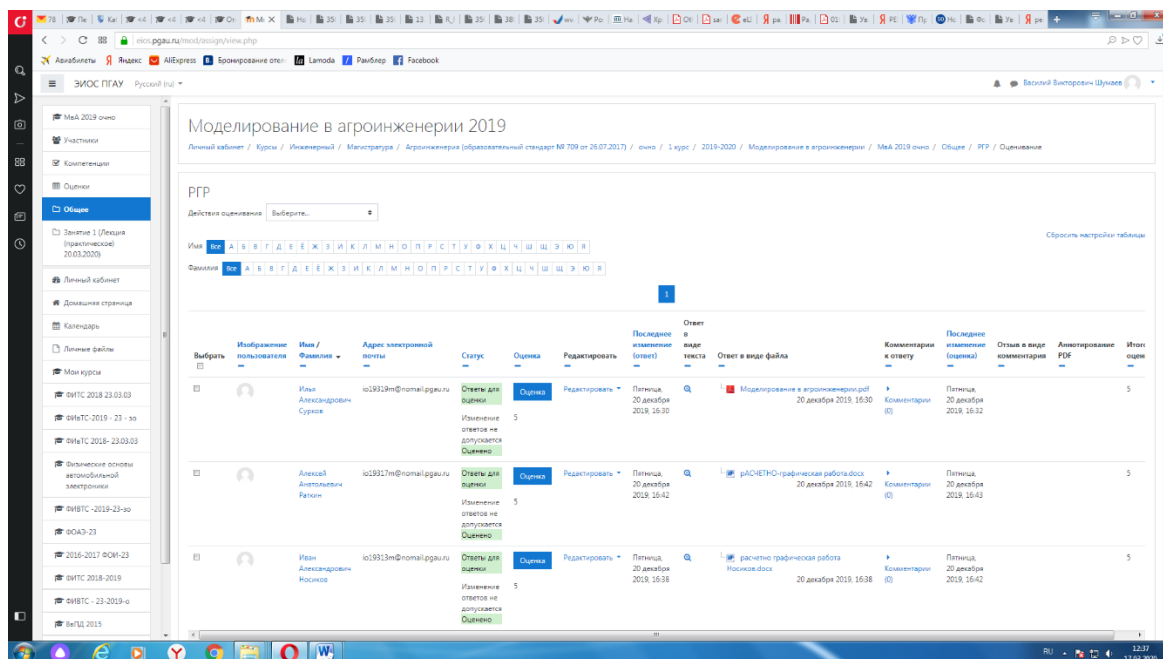 eios.pgau.ru/mod/assign/view.php
Авиабилеты Яндекс AliExpress Бронирование отел Lamoda Рамблер Facebook
ЭИОС ПГАУ Русский (ru)
Василий Викторович Шумаев
МвА 2019 очно
Участники
Компетенции
Оценки
Общее
Занятие 1 (Лекция
(практическое)
20.03.2020)
Личный кабинет
Домашняя страница
Календарь
Личные файлы
Мои курсы
ФИТС 2018 23.03.03
ФИвТС-2019 - 23 - зо
ФИвТС 2018- 23.03.03
Физические основы
автомобильной
электроники
ФИВТС -2019-23-зо
ФОАЭ-23
2016-2017 ФОИ-23
ФИТС 2018-2019
ФИВТС - 23-2019-о
ВвПД 2015
Моделирование в агроинженерии 2019
Личный кабинет / Курсы / Инженерный / Магистратура / Агроинженерия (образовательный стандарт № 709 от 26.07.2017) / очно / 1 курс / 2019-2020 / Моделирование в агроинженерии / МвА 2019 очно / Общее / РГР / Оценивание
РГР
Действия оценивания Выберите...
Сбросить настройки таблицы
Имя Все А Б В Г Д Е Ё Ж З И К Л М Н О П Р С Т У Ф Х Ц Ч Ш Щ Э Ю Я
Фамилия Все А Б В Г Д Е Ё Ж З И К Л М Н О П Р С Т У Ф Х Ц Ч Ш Щ Э Ю Я
1
Выбрать
Изображение
пользователя
Имя /
Фамилия
Адрес электронной
почты
Статус
Оценка
Редактировать
Последнее
изменение
(ответ)
Ответ
в
виде
текста
Ответ в виде файла
Комментарии
к ответу
Последнее
изменение
(оценка)
Отзыв в виде
комментария
Аннотирование
PDF
Итого
оцен
Илья
Александрович
Сурков
io19319m@nomail.pgau.ru
Ответы для
оценки
Изменение
ответов не
допускается
Оценено
Оценка
5
Редактировать
Пятница,
20 декабря
2019, 16:30
Моделирование в агроинженерии.pdf
20 декабря 2019, 16:30
Комментарии
(0)
Пятница,
20 декабря
2019, 16:32
5
Алексей
Анатольевич
Раткин
io19317m@nomail.pgau.ru
Ответы для
оценки
Изменение
ответов не
допускается
Оценено
Оценка
5
Редактировать
Пятница,
20 декабря
2019, 16:42
рАСЧЕТНО-графическая работа.docx
20 декабря 2019, 16:42
Комментарии
(0)
Пятница,
20 декабря
2019, 16:43
5
Иван
Александрович
Носиков
io19313m@nomail.pgau.ru
Ответы для
оценки
Изменение
ответов не
допускается
Оценено
Оценка
5
Редактировать
Пятница,
20 декабря
2019, 16:38
расчетно графическая работа
Носиков.docx
20 декабря 2019, 16:38
Комментарии
(0)
Пятница,
20 декабря
2019, 16:42
5
RU
12:37
17.03.2020